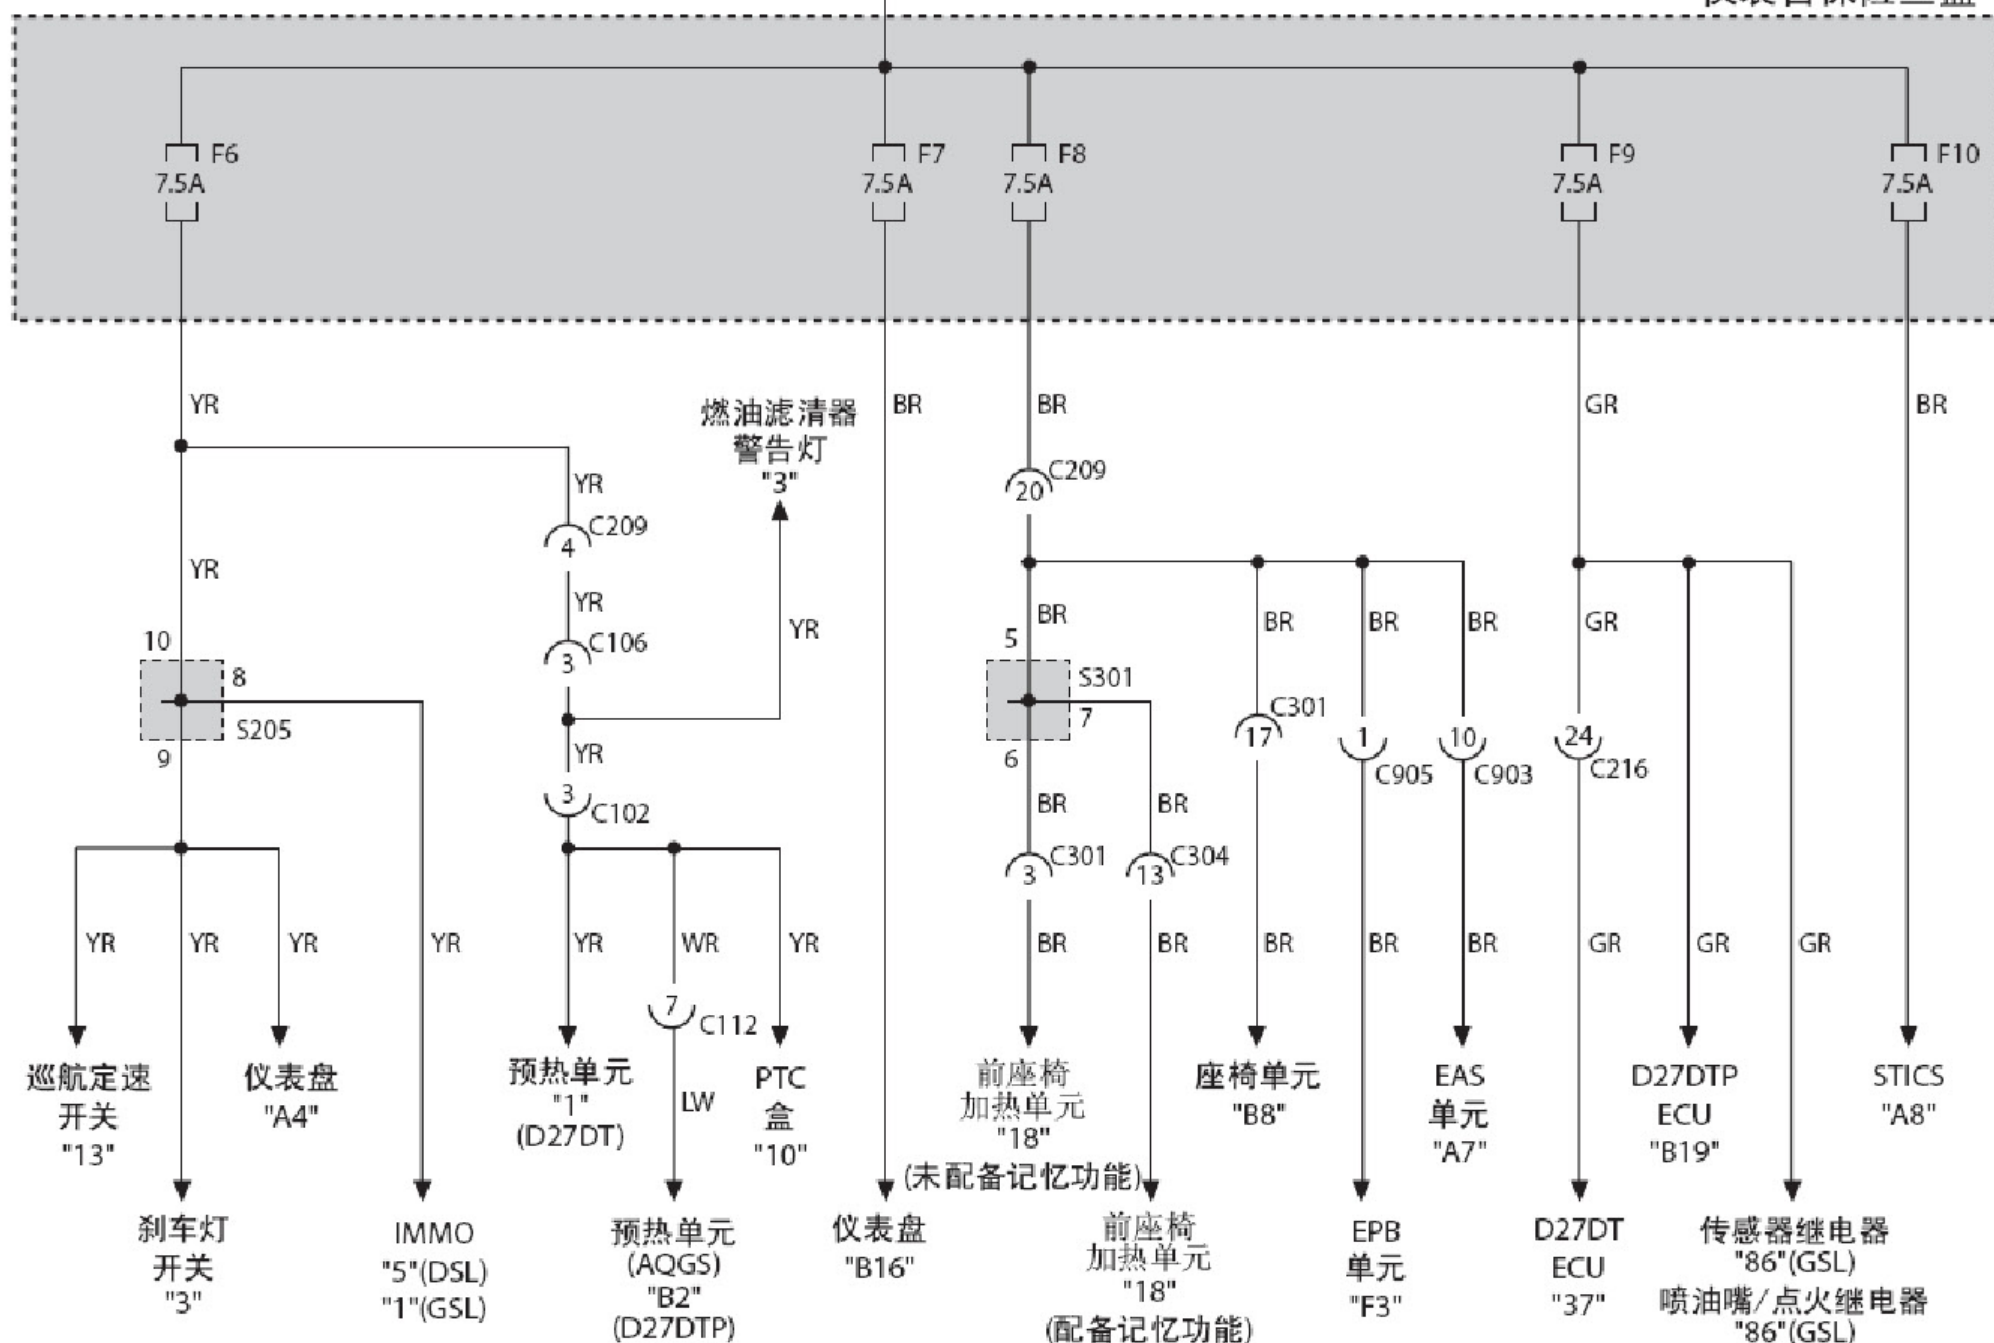 F6
7.5A
F7
7.5A
F8
7.5A
F9
7.5A
F10
7.5A
YR
燃油滤清器
警告灯
"3"
BR
BR
GR
BR
YR
C209
4
C209
20
YR
YR
C106
3
YR
BR
BR
BR
BR
GR
10
8
S205
9
5
S301
7
6
C301
17
1
C905
10
C903
24
C216
YR
3
C102
BR
BR
C301
3
C304
13
YR
YR
YR
YR
YR
WR
YR
BR
BR
BR
BR
BR
GR
GR
GR
7
C112
LW
巡航定速
开关
"13"
仪表盘
"A4"
预热单元
"1"
(D27DT)
PTC
盒
"10"
前座椅
加热单元
"18"
(未配备记忆功能)
座椅单元
"B8"
EAS
单元
"A7"
D27DTP
ECU
"B19"
STICS
"A8"
刹车灯
开关
"3"
IMMO
"5"(DSL)
"1"(GSL)
预热单元
(AQGS)
"B2"
(D27DTP)
仪表盘
"B16"
前座椅
加热单元
"18"
(配备记忆功能)
EPB
单元
"F3"
D27DT
ECU
"37"
传感器继电器
"86"(GSL)
喷油嘴/点火继电器
"86"(GSL)